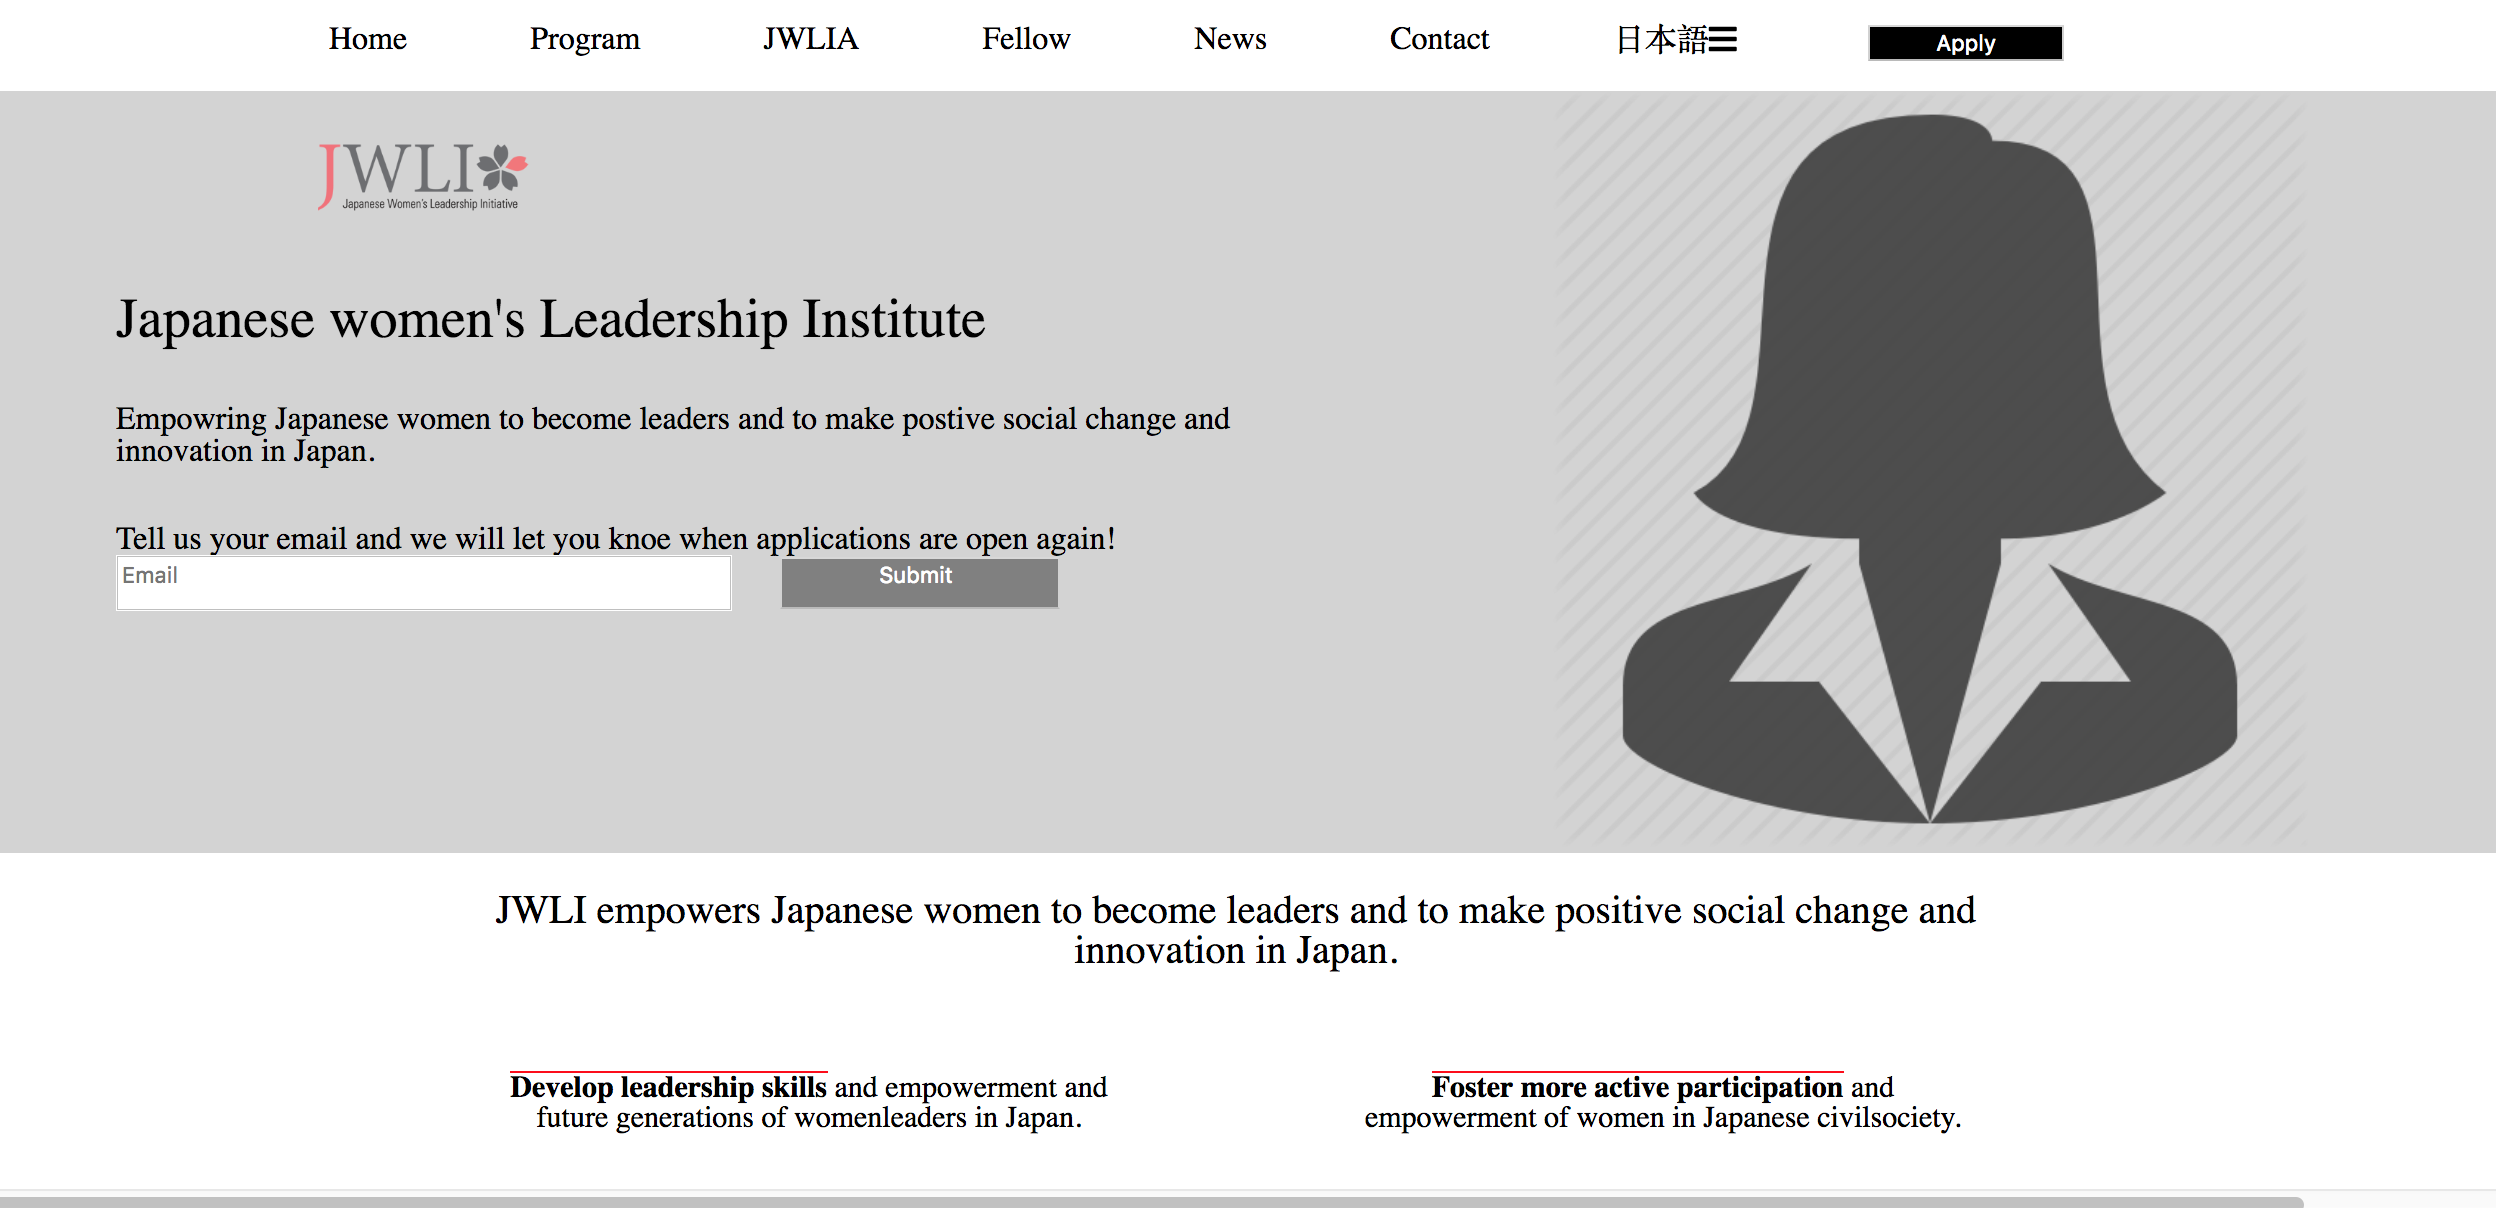 Home Program JWLIA Fellow News Contact 日本語 Apply
JWLI
Japanese Women's Leadership Initiative
Japanese women's Leadership Institute
Empowring Japanese women to become leaders and to make postive social change and
innovation in Japan.
Tell us your email and we will let you knoe when applications are open again!
Email Submit
JWLI empowers Japanese women to become leaders and to make positive social change and
innovation in Japan.
Develop leadership skills and empowerment and
future generations of womenleaders in Japan.
Foster more active participation and
empowerment of women in Japanese civilsociety.